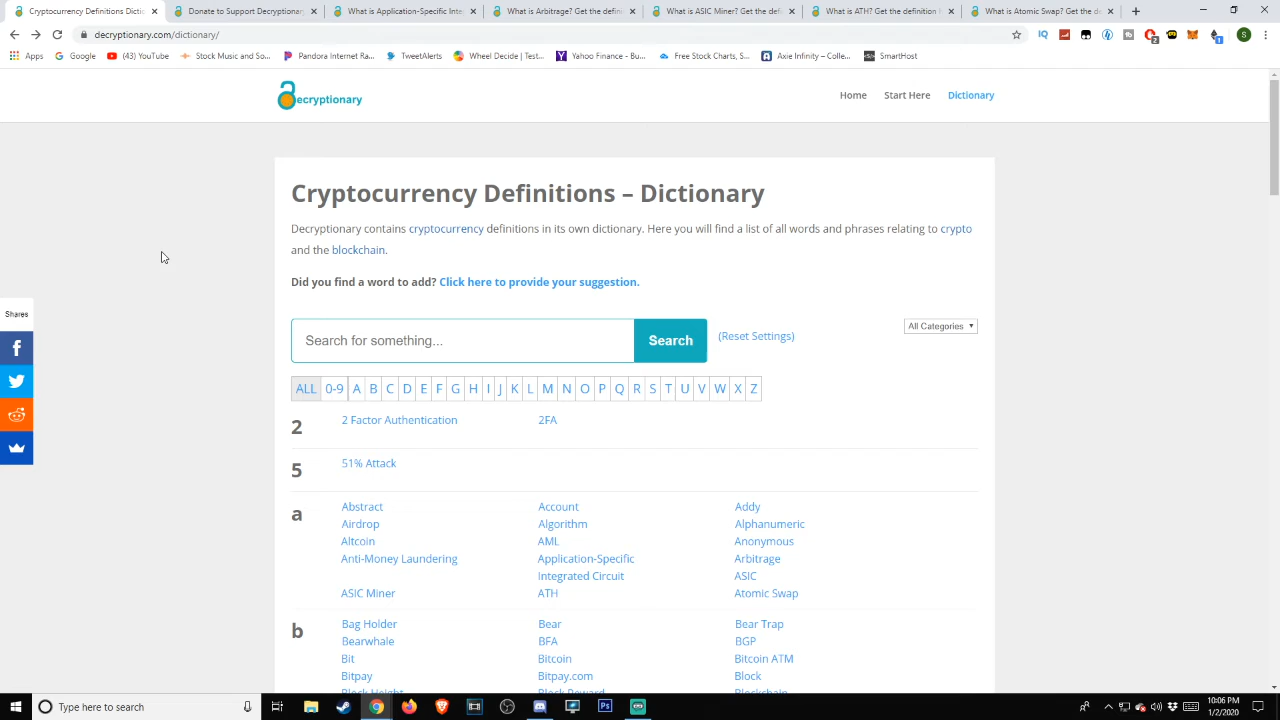 Cryptocurrency Definitions Dictio
Donate to Support Decryptionary
What is Application-Specific Inte
What is Arbitrage? Get the defin
What is ASIC Miner? Get the def
What is ATH? Get the definition |
What is Atomic Swap? Get the de
decryptionary.com/dictionary/
Apps
Google
(43) YouTube
Stock Music and So...
Pandora Internet Ra...
TweetAlerts
Wheel Decide | Test...
Yahoo Finance - Bu...
Free Stock Charts, S...
Axie Infinity – Colle...
SmartHost
ecryptionary
Home
Start Here
Dictionary
Cryptocurrency Definitions – Dictionary
Decryptionary contains cryptocurrency definitions in its own dictionary. Here you will find a list of all words and phrases relating to crypto
and the blockchain.
Did you find a word to add? Click here to provide your suggestion.
Shares
Search for something...
Search
(Reset Settings)
All Categories
ALL 0-9 A B C D E F G H I J K L M N O P Q R S T U V W X Z
2
2 Factor Authentication
2FA
5
51% Attack
a
Abstract
Account
Addy
Airdrop
Algorithm
Alphanumeric
Altcoin
AML
Anonymous
Anti-Money Laundering
Application-Specific
Integrated Circuit
Arbitrage
ASIC
ASIC Miner
ATH
Atomic Swap
b
Bag Holder
Bear
Bear Trap
Bearwhale
BFA
BGP
Bit
Bitcoin
Bitcoin ATM
Bitpay
Bitpay.com
Block
Block Height
Block Reward
Blockchain
Type here to search
10:06 PM
1/2/2020